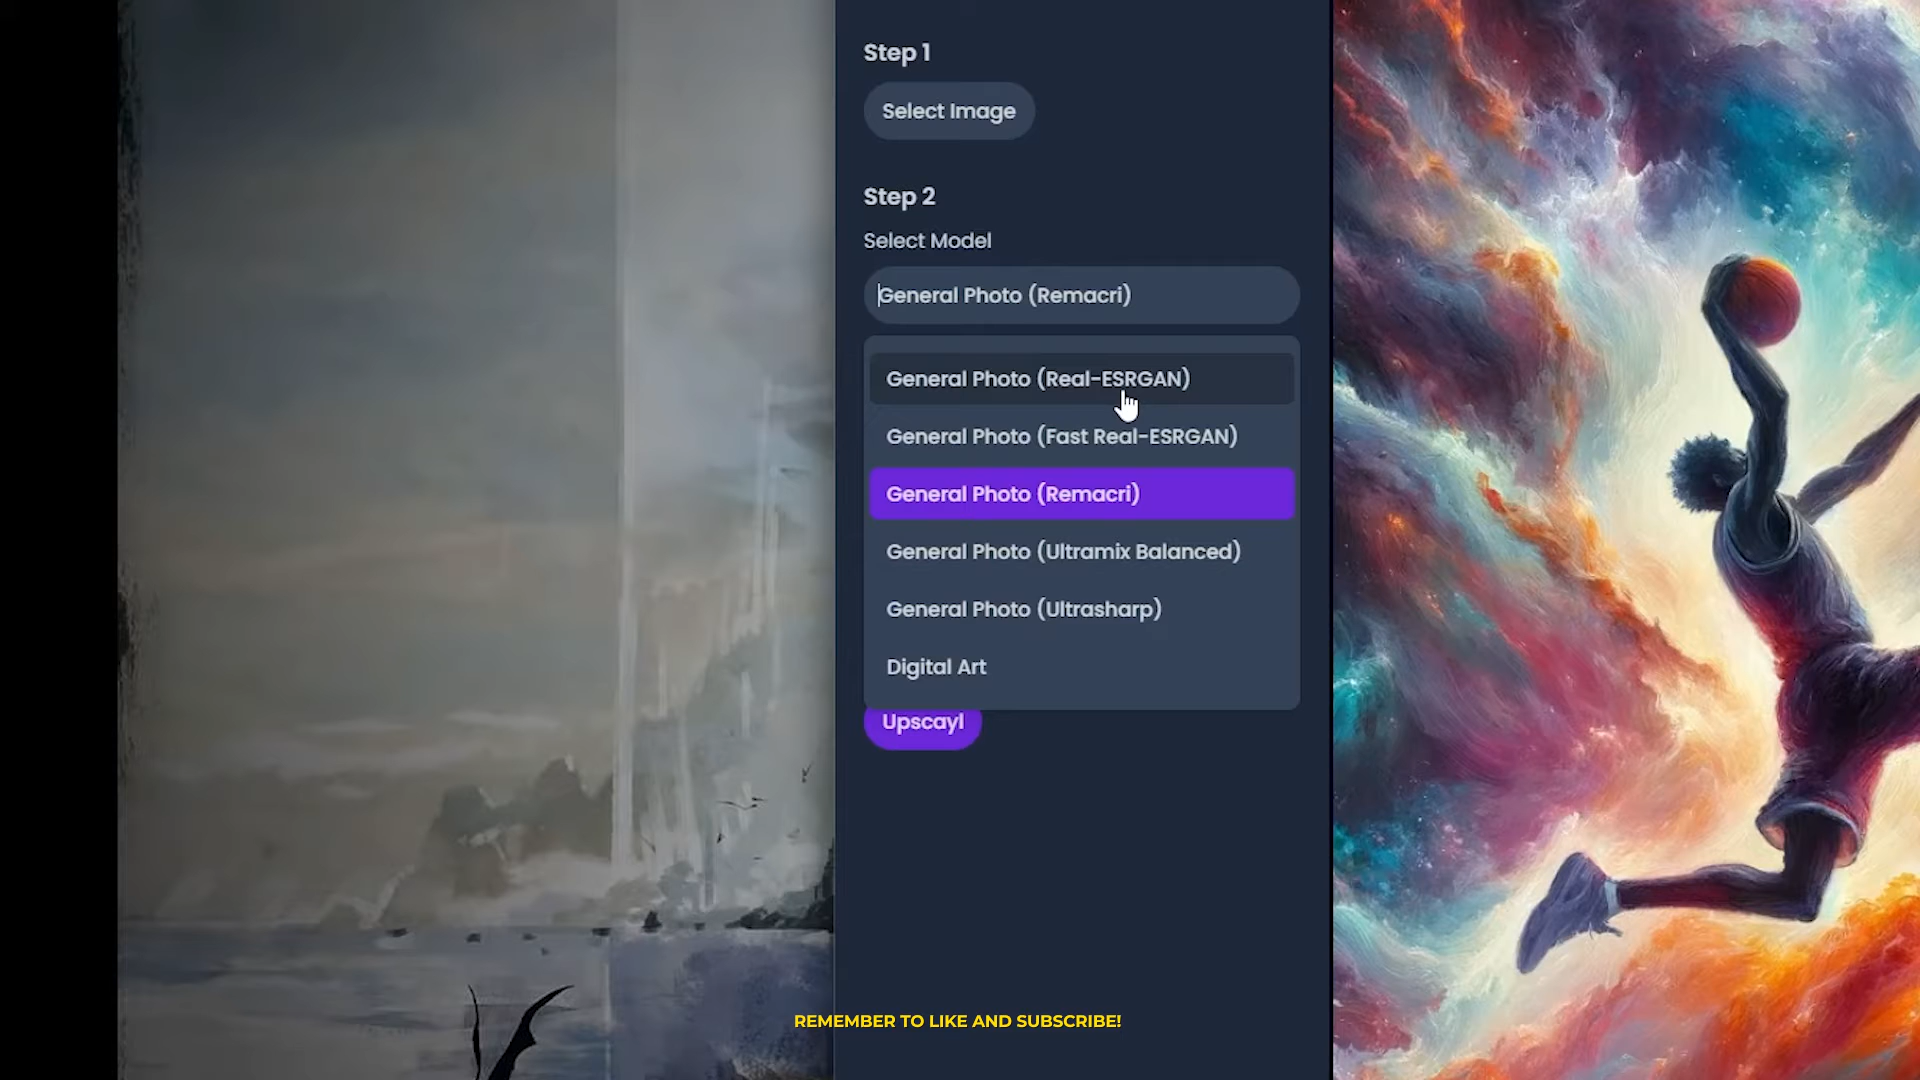 Step 1
Select Image
Step 2
Select Model
General Photo (Remacri)
General Photo (Real-ESRGAN)
General Photo (Fast Real-ESRGAN)
General Photo (Remacri)
General Photo (Ultramix Balanced)
General Photo (Ultrasharp)
Digital Art
Upscayl
REMEMBER TO LIKE AND SUBSCRIBE!